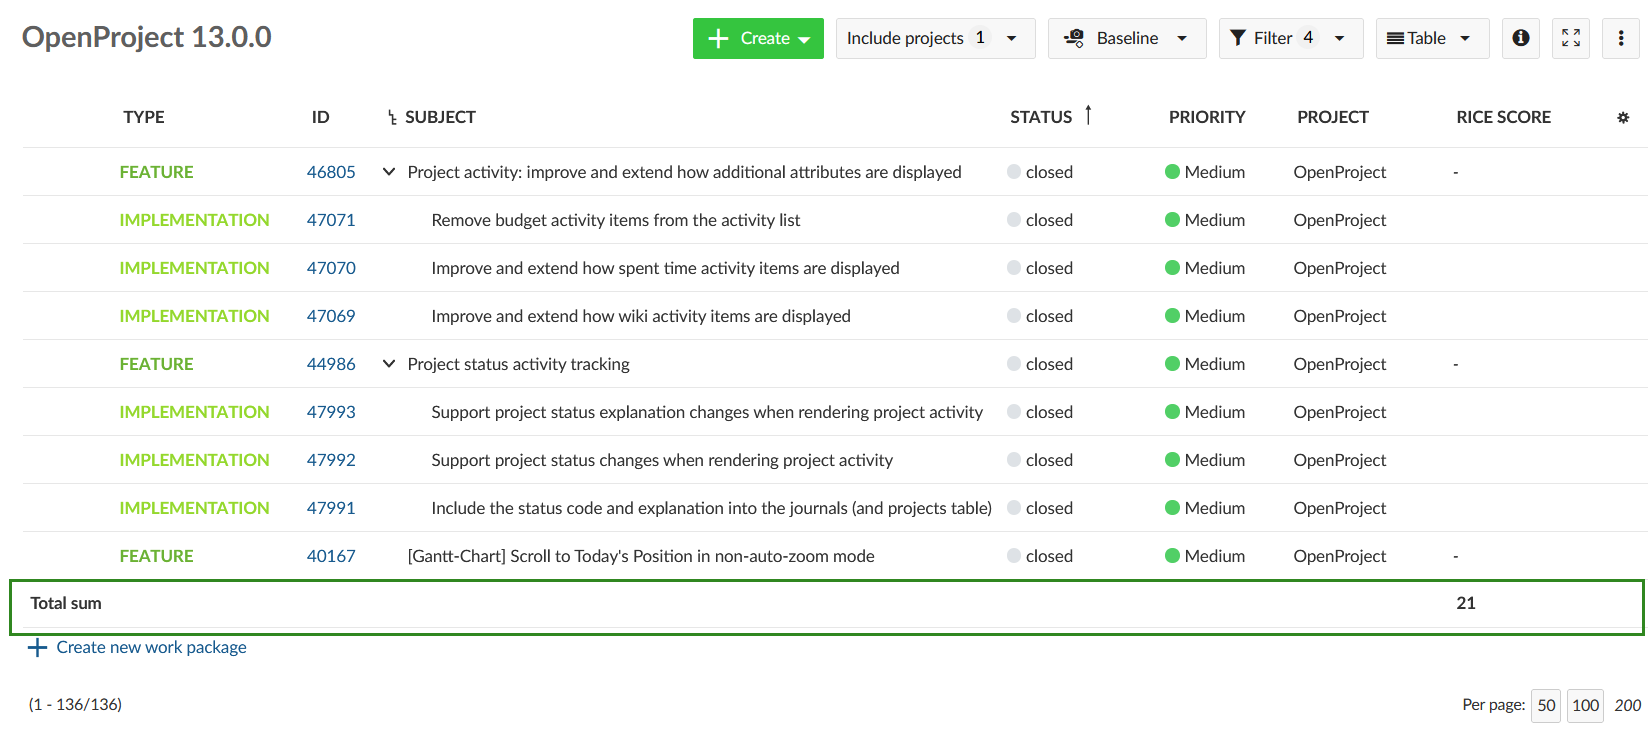 OpenProject 13.0.0
Create
Include projects 1
Baseline
Filter 4
Table
TYPE ID SUBJECT STATUS PRIORITY PROJECT RICE SCORE
FEATURE 46805 Project activity: improve and extend how additional attributes are displayed closed Medium OpenProject -
IMPLEMENTATION 47071 Remove budget activity items from the activity list closed Medium OpenProject
IMPLEMENTATION 47070 Improve and extend how spent time activity items are displayed closed Medium OpenProject
IMPLEMENTATION 47069 Improve and extend how wiki activity items are displayed closed Medium OpenProject
FEATURE 44986 Project status activity tracking closed Medium OpenProject -
IMPLEMENTATION 47993 Support project status explanation changes when rendering project activity closed Medium OpenProject
IMPLEMENTATION 47992 Support project status changes when rendering project activity closed Medium OpenProject
IMPLEMENTATION 47991 Include the status code and explanation into the journals (and projects table) closed Medium OpenProject
FEATURE 40167 [Gantt-Chart] Scroll to Today's Position in non-auto-zoom mode closed Medium OpenProject -
Total sum 21
Create new work package
(1 - 136/136) Per page: 50 100 200